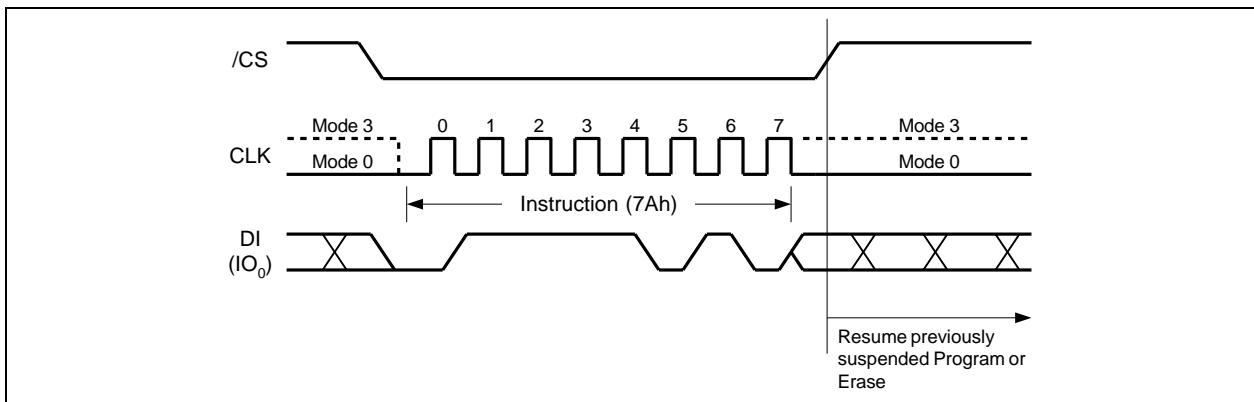 /CS
Mode 3
0 1 2 3 4 5 6 7
Mode 3
CLK
Mode 0
Mode 0
Instruction (7Ah)
DI
(IO0)
Resume previously
suspended Program or
Erase